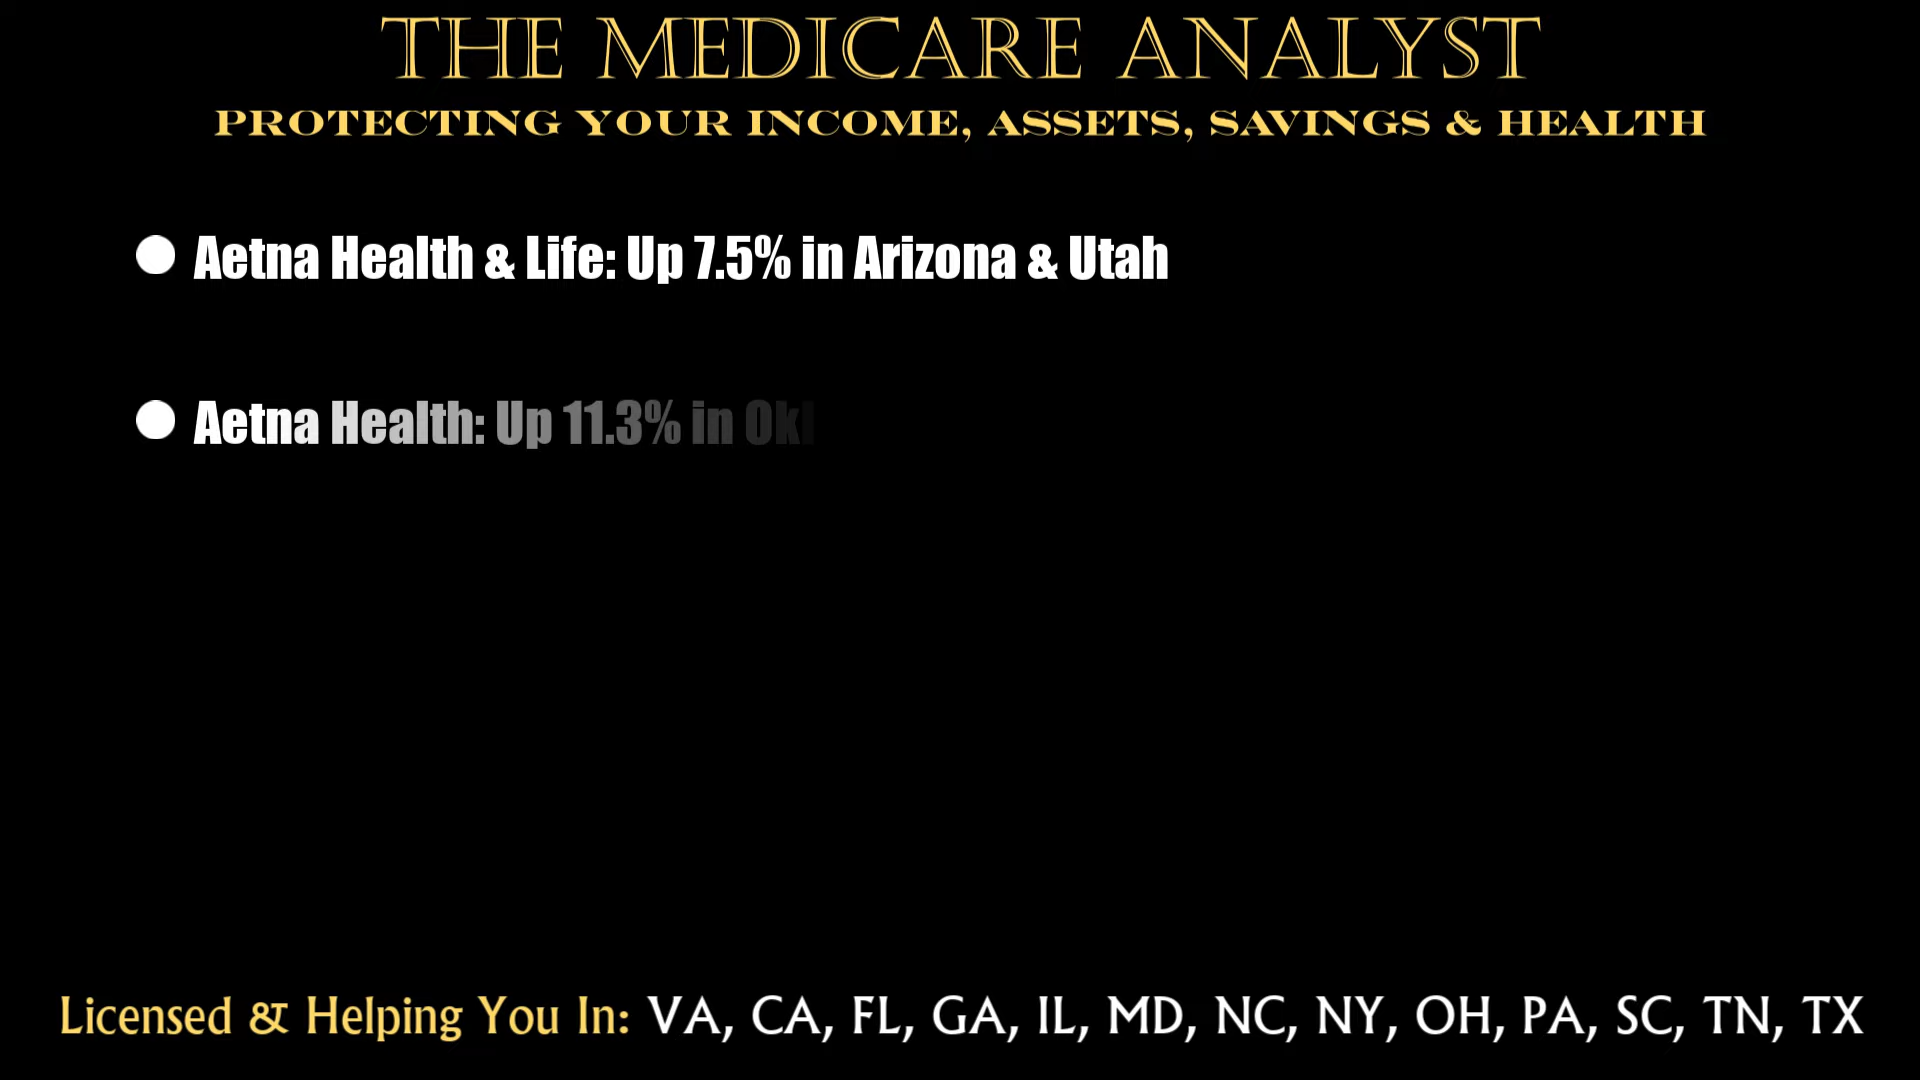 THE MEDICARE ANALYST
PROTECTING YOUR INCOME, ASSETS, SAVINGS & HEALTH
Aetna Health & Life: Up 7.5% in Arizona & Utah
Aetna Health: Up 11.3% in Okl
Licensed & Helping You In: VA, CA, FL, GA, IL, MD, NC, NY, OH, PA, SC, TN, TX